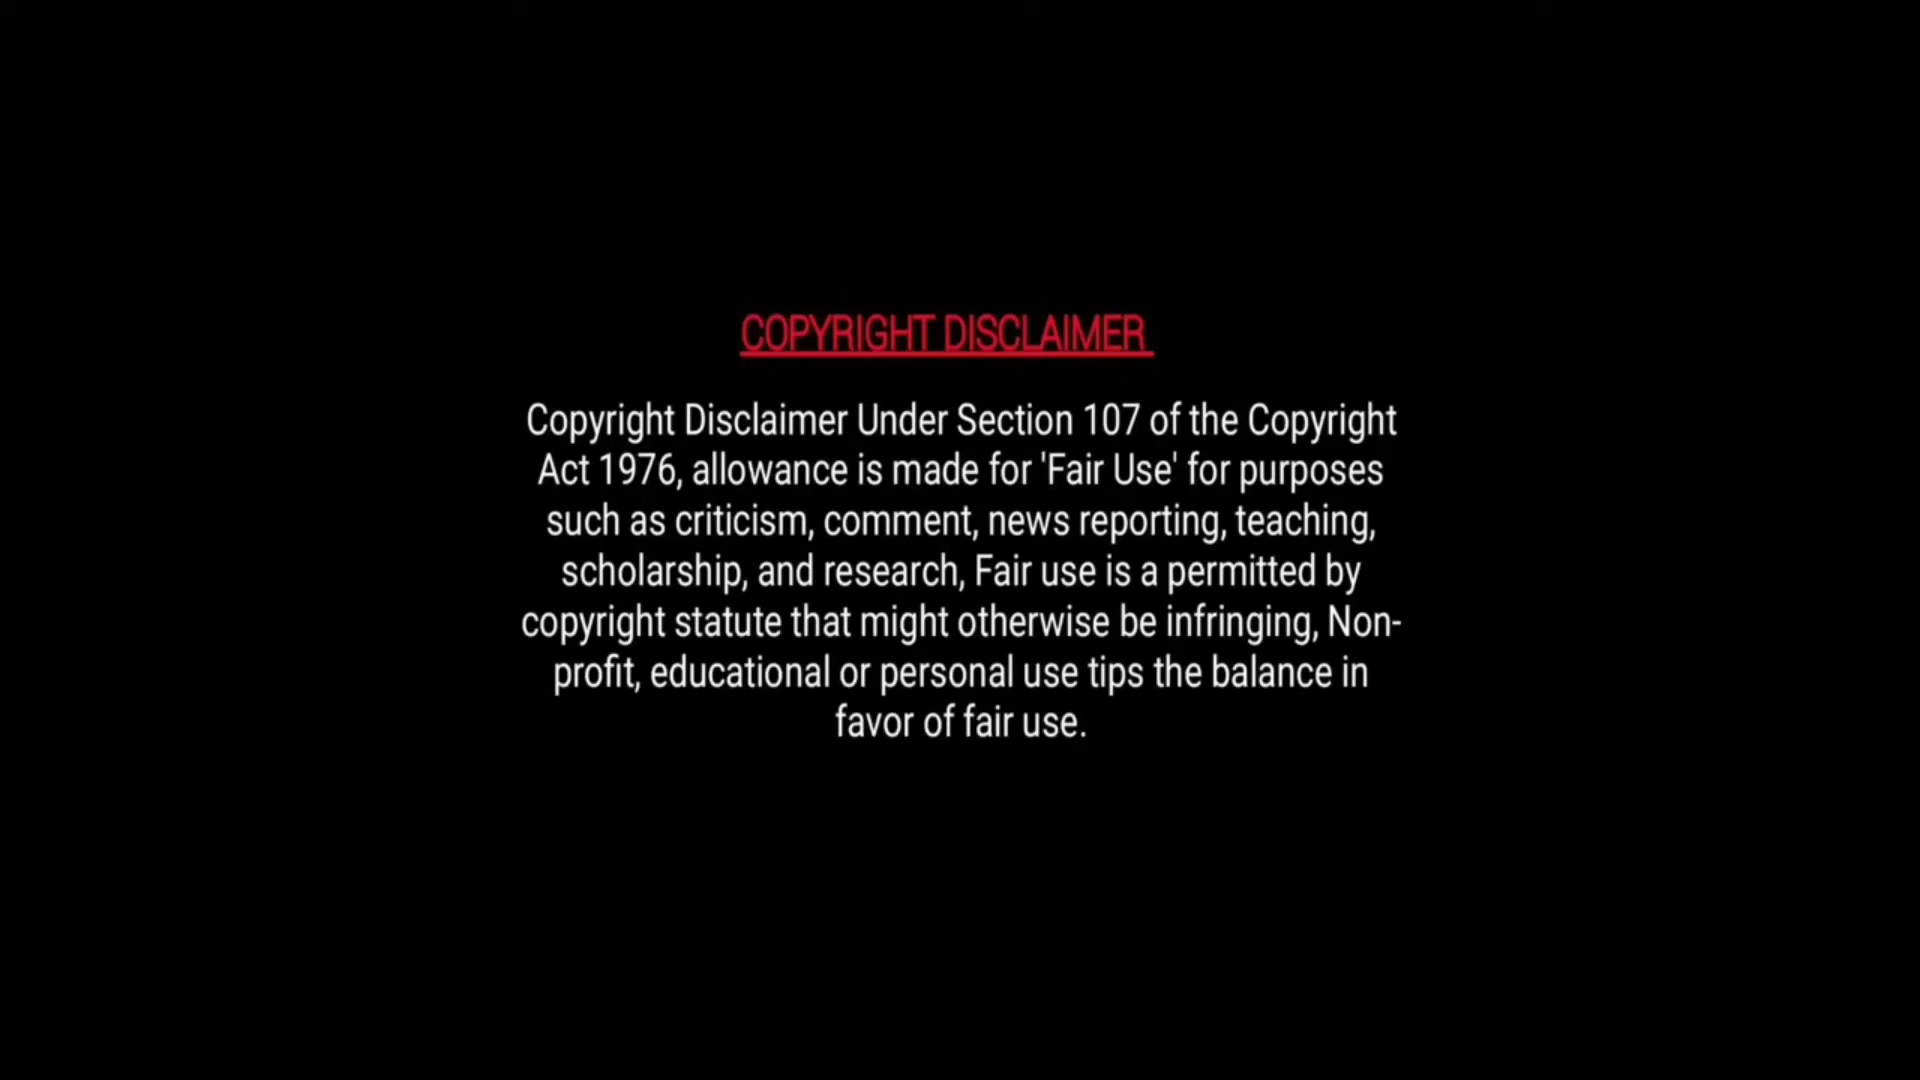 COPYRIGHT DISCLAIMER
Copyright Disclaimer Under Section 107 of the Copyright
Act 1976, allowance is made for 'Fair Use' for purposes
such as criticism, comment, news reporting, teaching,
scholarship, and research, Fair use is a permitted by
copyright statute that might otherwise be infringing, Non-
profit, educational or personal use tips the balance in
favor of fair use.